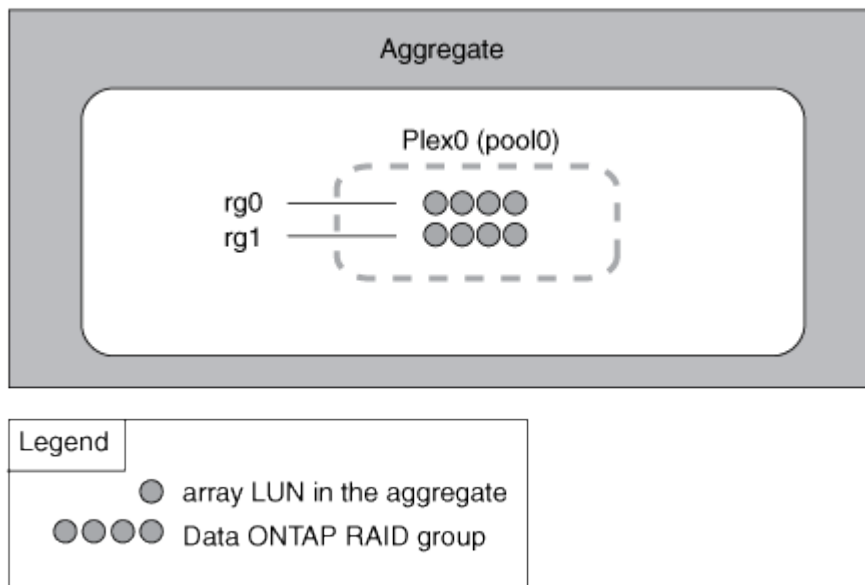 Aggregate
Plex0 (pool0)
rg0
rg1
Legend
array LUN in the aggregate
Data ONTAP RAID group